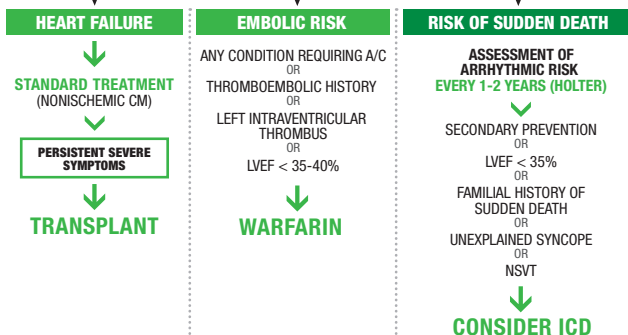 HEART FAILURE
STANDARD TREATMENT
(NONISCHEMIC CM)
PERSISTENT SEVERE
SYMPTOMS
TRANSPLANT
EMBOLIC RISK
ANY CONDITION REQUIRING A/C
OR
THROMBOEMBOLIC HISTORY
OR
LEFT INTRAVENTRICULAR
THROMBUS
OR
LVEF < 35-40%
WARFARIN
RISK OF SUDDEN DEATH
ASSESSMENT OF
ARRHYTHMIC RISK
EVERY 1-2 YEARS (HOLTER)
SECONDARY PREVENTION
OR
LVEF < 35%
OR
FAMILIAL HISTORY OF
SUDDEN DEATH
OR
UNEXPLAINED SYNCOPE
OR
NSVT
CONSIDER ICD